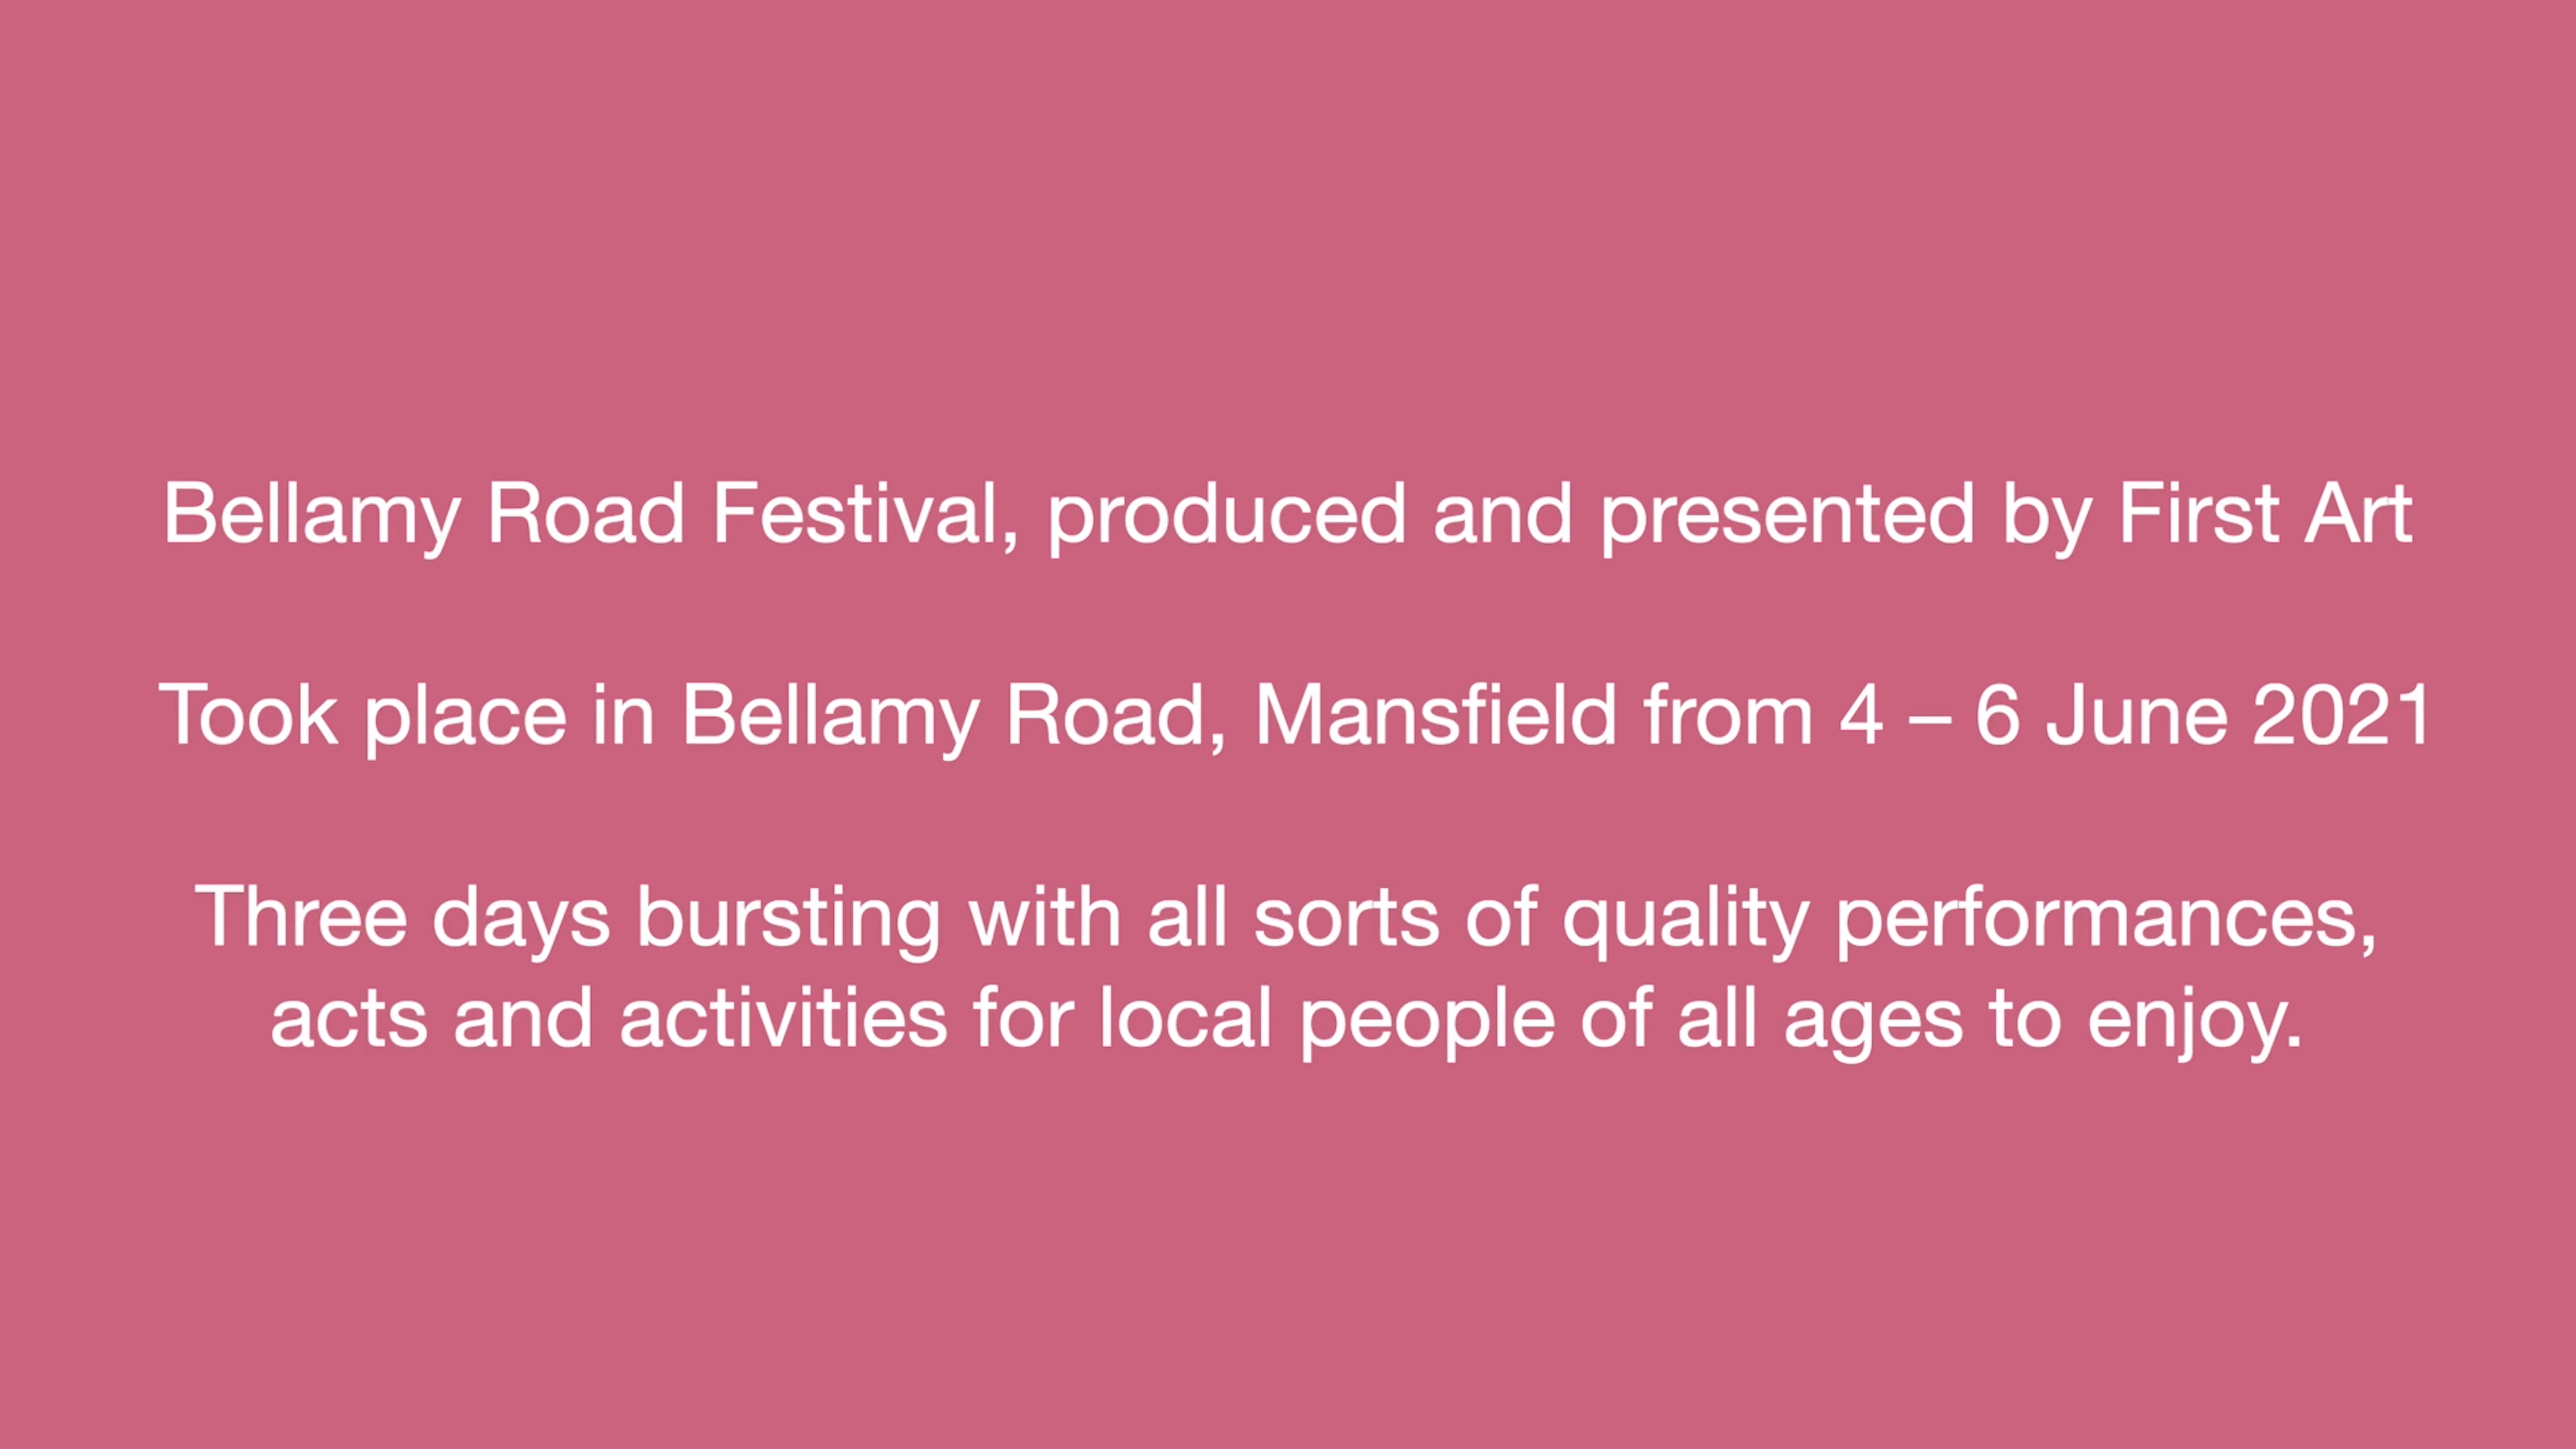 Bellamy Road Festival, produced and presented by First Art
Took place in Bellamy Road, Mansfield from 4 – 6 June 2021
Three days bursting with all sorts of quality performances,
acts and activities for local people of all ages to enjoy.